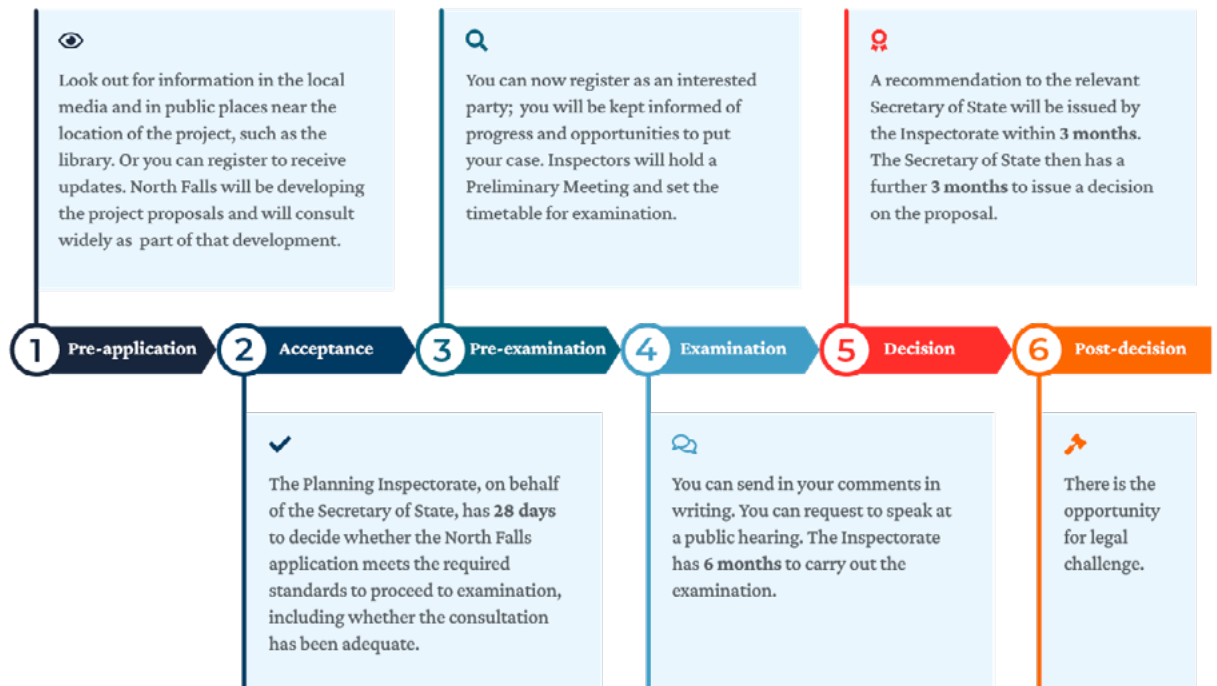 Look out for information in the local
media and in public places near the
location of the project, such as the
library. Or you can register to receive
updates. North Falls will be developing
the project proposals and will consult
widely as part of that development.
You can now register as an interested
party; you will be kept informed of
progress and opportunities to put
your case. Inspectors will hold a
Preliminary Meeting and set the
timetable for examination.
A recommendation to the relevant
Secretary of State will be issued by
the Inspectorate within 3 months.
The Secretary of State then has a
further 3 months to issue a decision
on the proposal.
1 Pre-application
2 Acceptance
3 Pre-examination
4 Examination
5 Decision
6 Post-decision
The Planning Inspectorate, on behalf
of the Secretary of State, has 28 days
to decide whether the North Falls
application meets the required
standards to proceed to examination,
including whether the consultation
has been adequate.
You can send in your comments in
writing. You can request to speak at
a public hearing. The Inspectorate
has 6 months to carry out the
examination.
There is the
opportunity
for legal
challenge.